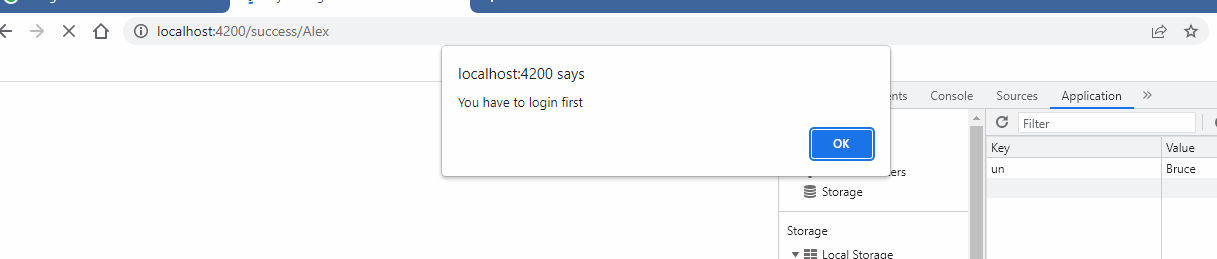 localhost:4200/success/Alex
localhost:4200 says
You have to login first
OK
Console
Sources
Application
Filter
Key
Value
un
Bruce
Storage
Storage
Local Storage